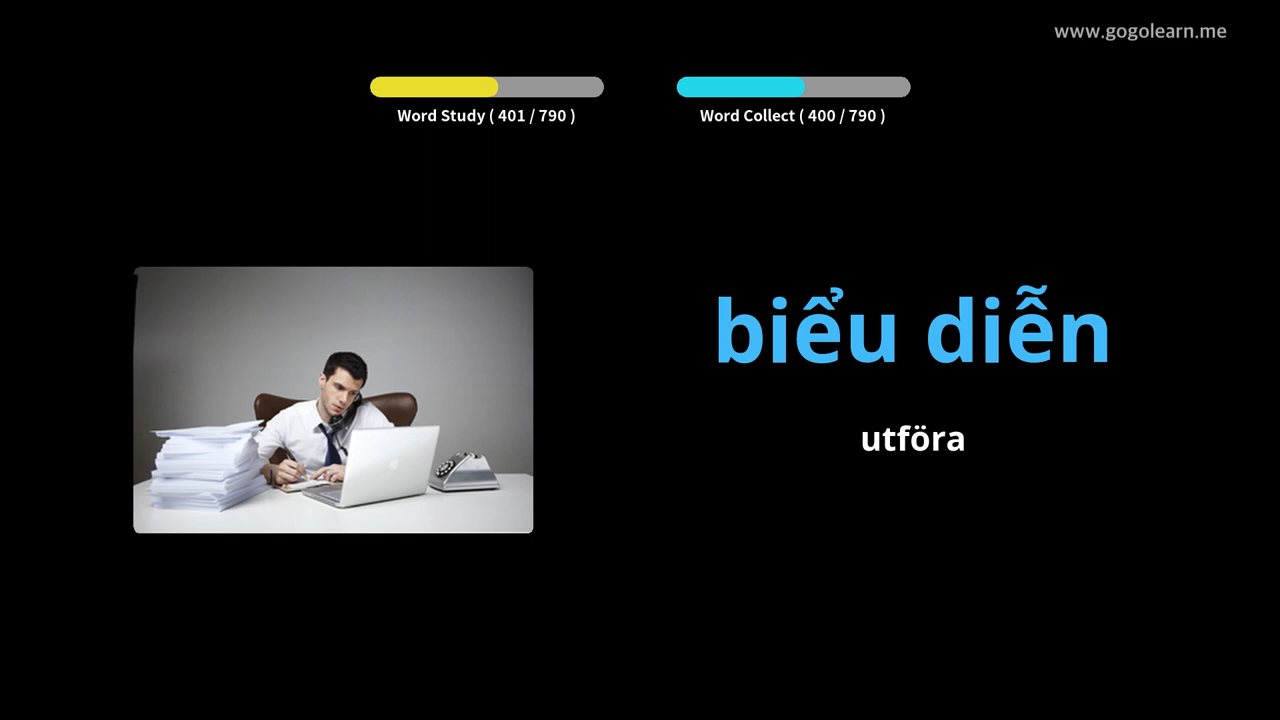 www.gogolearn.me
Word Study ( 401 / 790 )
Word Collect ( 400 / 790 )
biểu diễn
utföra